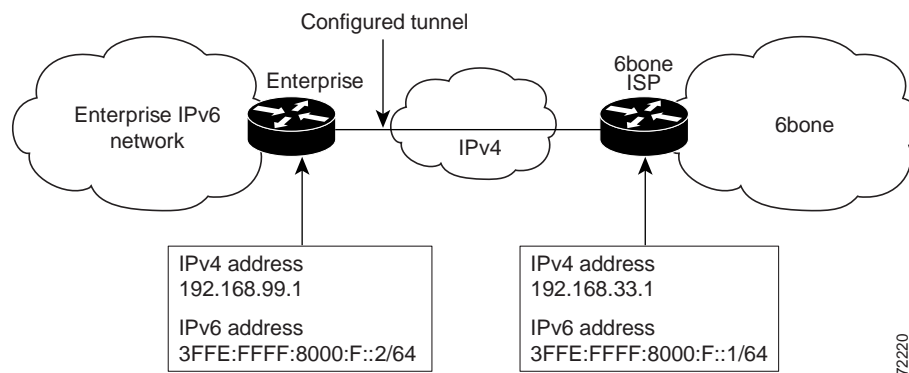 Configured tunnel
Enterprise
6bone
ISP
Enterprise IPv6
network
IPv4
6bone
IPv4 address
192.168.99.1
IPv6 address
3FFE:FFFF:8000:F::2/64
IPv4 address
192.168.33.1
IPv6 address
3FFE:FFFF:8000:F::1/64
72220